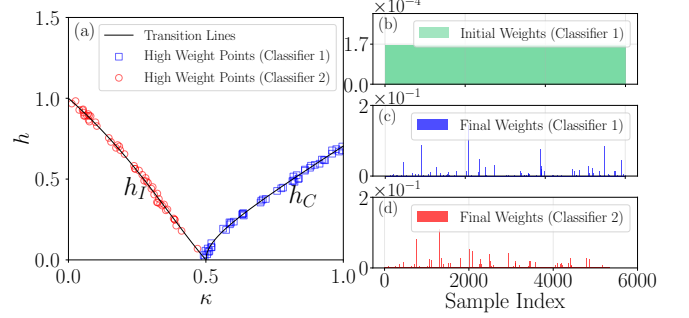 (a)
Transition Lines
High Weight Points (Classifier 1)
High Weight Points (Classifier 2)
h
1.5
1.0
0.5
0.0
h_I
h_C
0.0
0.5
1.0
κ
×10⁻⁴
(b)
Initial Weights (Classifier 1)
1.7
0.0
×10⁻¹
(c)
Final Weights (Classifier 1)
2
0
×10⁻¹
(d)
Final Weights (Classifier 2)
2
0
0
2000
4000
6000
Sample Index